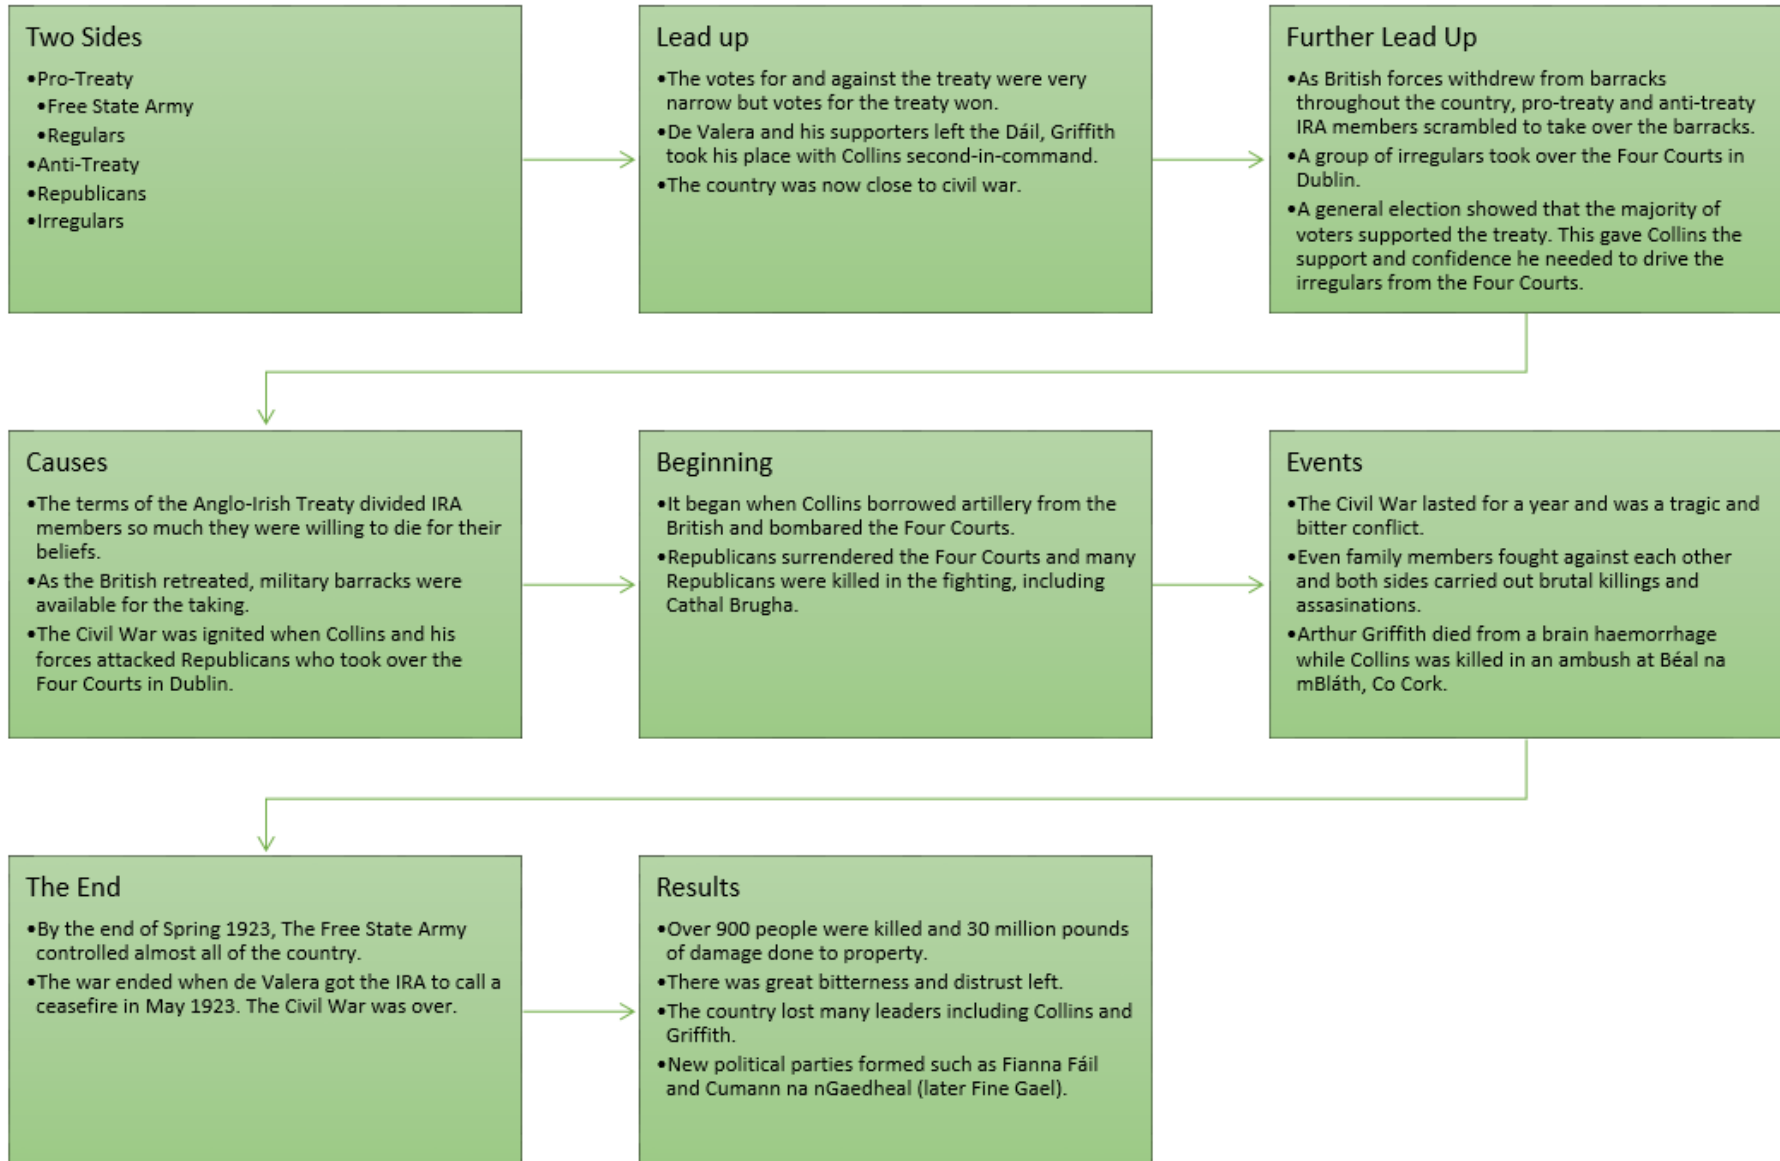 Two Sides
•Pro-Treaty
•Free State Army
•Regulars
•Anti-Treaty
•Republicans
•Irregulars
Lead up
•The votes for and against the treaty were very
narrow but votes for the treaty won.
•De Valera and his supporters left the Dáil, Griffith
took his place with Collins second-in-command.
•The country was now close to civil war.
Further Lead Up
•As British forces withdrew from barracks
throughout the country, pro-treaty and anti-treaty
IRA members scrambled to take over the barracks.
•A group of irregulars took over the Four Courts in
Dublin.
•A general election showed that the majority of
voters supported the treaty. This gave Collins the
support and confidence he needed to drive the
irregulars from the Four Courts.
Causes
•The terms of the Anglo-Irish Treaty divided IRA
members so much they were willing to die for their
beliefs.
•As the British retreated, military barracks were
available for the taking.
•The Civil War was ignited when Collins and his
forces attacked Republicans who took over the
Four Courts in Dublin.
Beginning
•It began when Collins borrowed artillery from the
British and bombared the Four Courts.
•Republicans surrendered the Four Courts and many
Republicans were killed in the fighting, including
Cathal Brugha.
Events
•The Civil War lasted for a year and was a tragic and
bitter conflict.
•Even family members fought against each other
and both sides carried out brutal killings and
assasinations.
•Arthur Griffith died from a brain haemorrhage
while Collins was killed in an ambush at Béal na
mBláth, Co Cork.
The End
•By the end of Spring 1923, The Free State Army
controlled almost all of the country.
•The war ended when de Valera got the IRA to call a
ceasefire in May 1923. The Civil War was over.
Results
•Over 900 people were killed and 30 million pounds
of damage done to property.
•There was great bitterness and distrust left.
•The country lost many leaders including Collins and
Griffith.
•New political parties formed such as Fianna Fáil
and Cumann na nGaedheal (later Fine Gael).